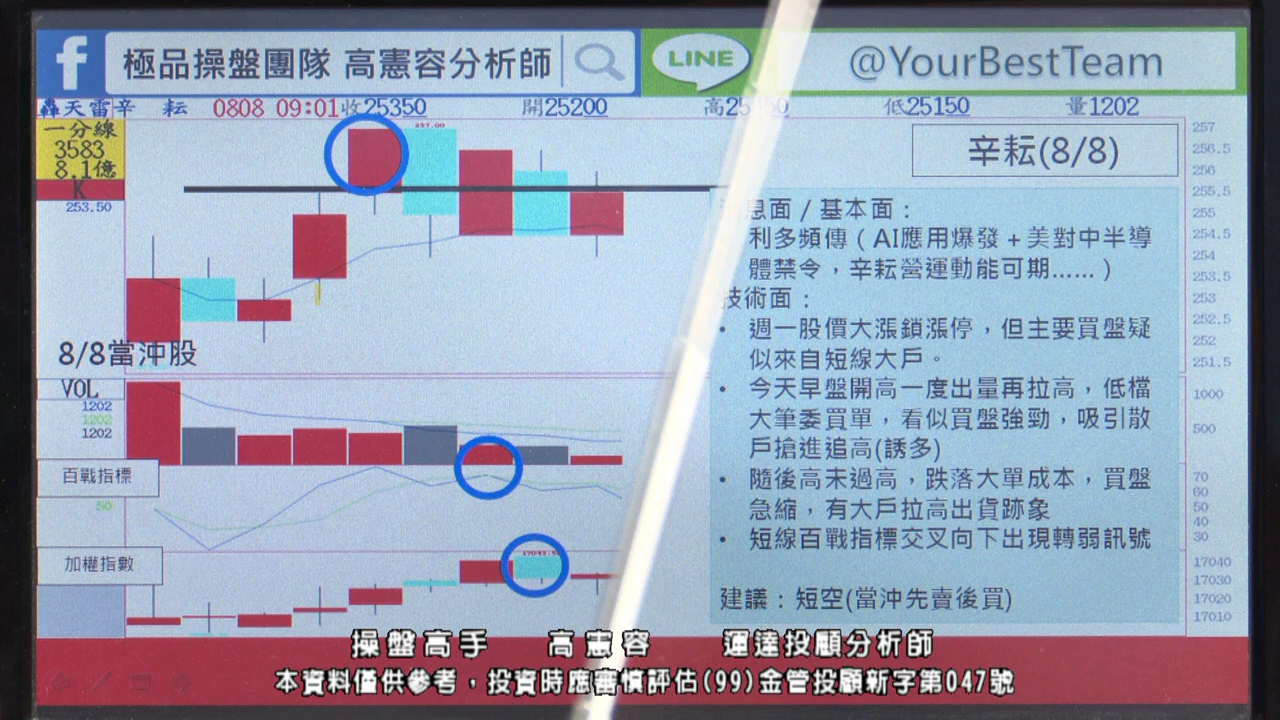 f 極品操盤團隊 高憲容分析師 LINE @YourBestTeam
轟天雷辛 耘 0808 09:01收25350 開25200 低25150 量1202
一分線
3583
8.1億
K
253.50
257.00
辛耘(8/8)
257
256.5
256
255.5
255
254.5
254
253.5
253
252.5
252
251.5
息面 / 基本面：
利多頻傳（AI應用爆發＋美對中半導
體禁令，辛耘營運動能可期......）
技術面：
• 週一股價大漲鎖漲停，但主要買盤疑
似來自短線大戶。
• 今天早盤開高一度出量再拉高，低檔
大筆委買單，看似買盤強勁，吸引散
戶搶進追高(誘多)
• 隨後高未過高，跌落大單成本，買盤
急縮，有大戶拉高出貨跡象
• 短線百戰指標交叉向下出現轉弱訊號
建議：短空(當沖先賣後買)
8/8當沖股
VOL
1202
1202
1202
1000
500
百戰指標
50
70
60
50
40
30
加權指數
17040
17030
17020
17010
操盤高手 高憲容 運達投顧分析師
本資料僅供參考，投資時應審慎評估(99)金管投顧新字第047號